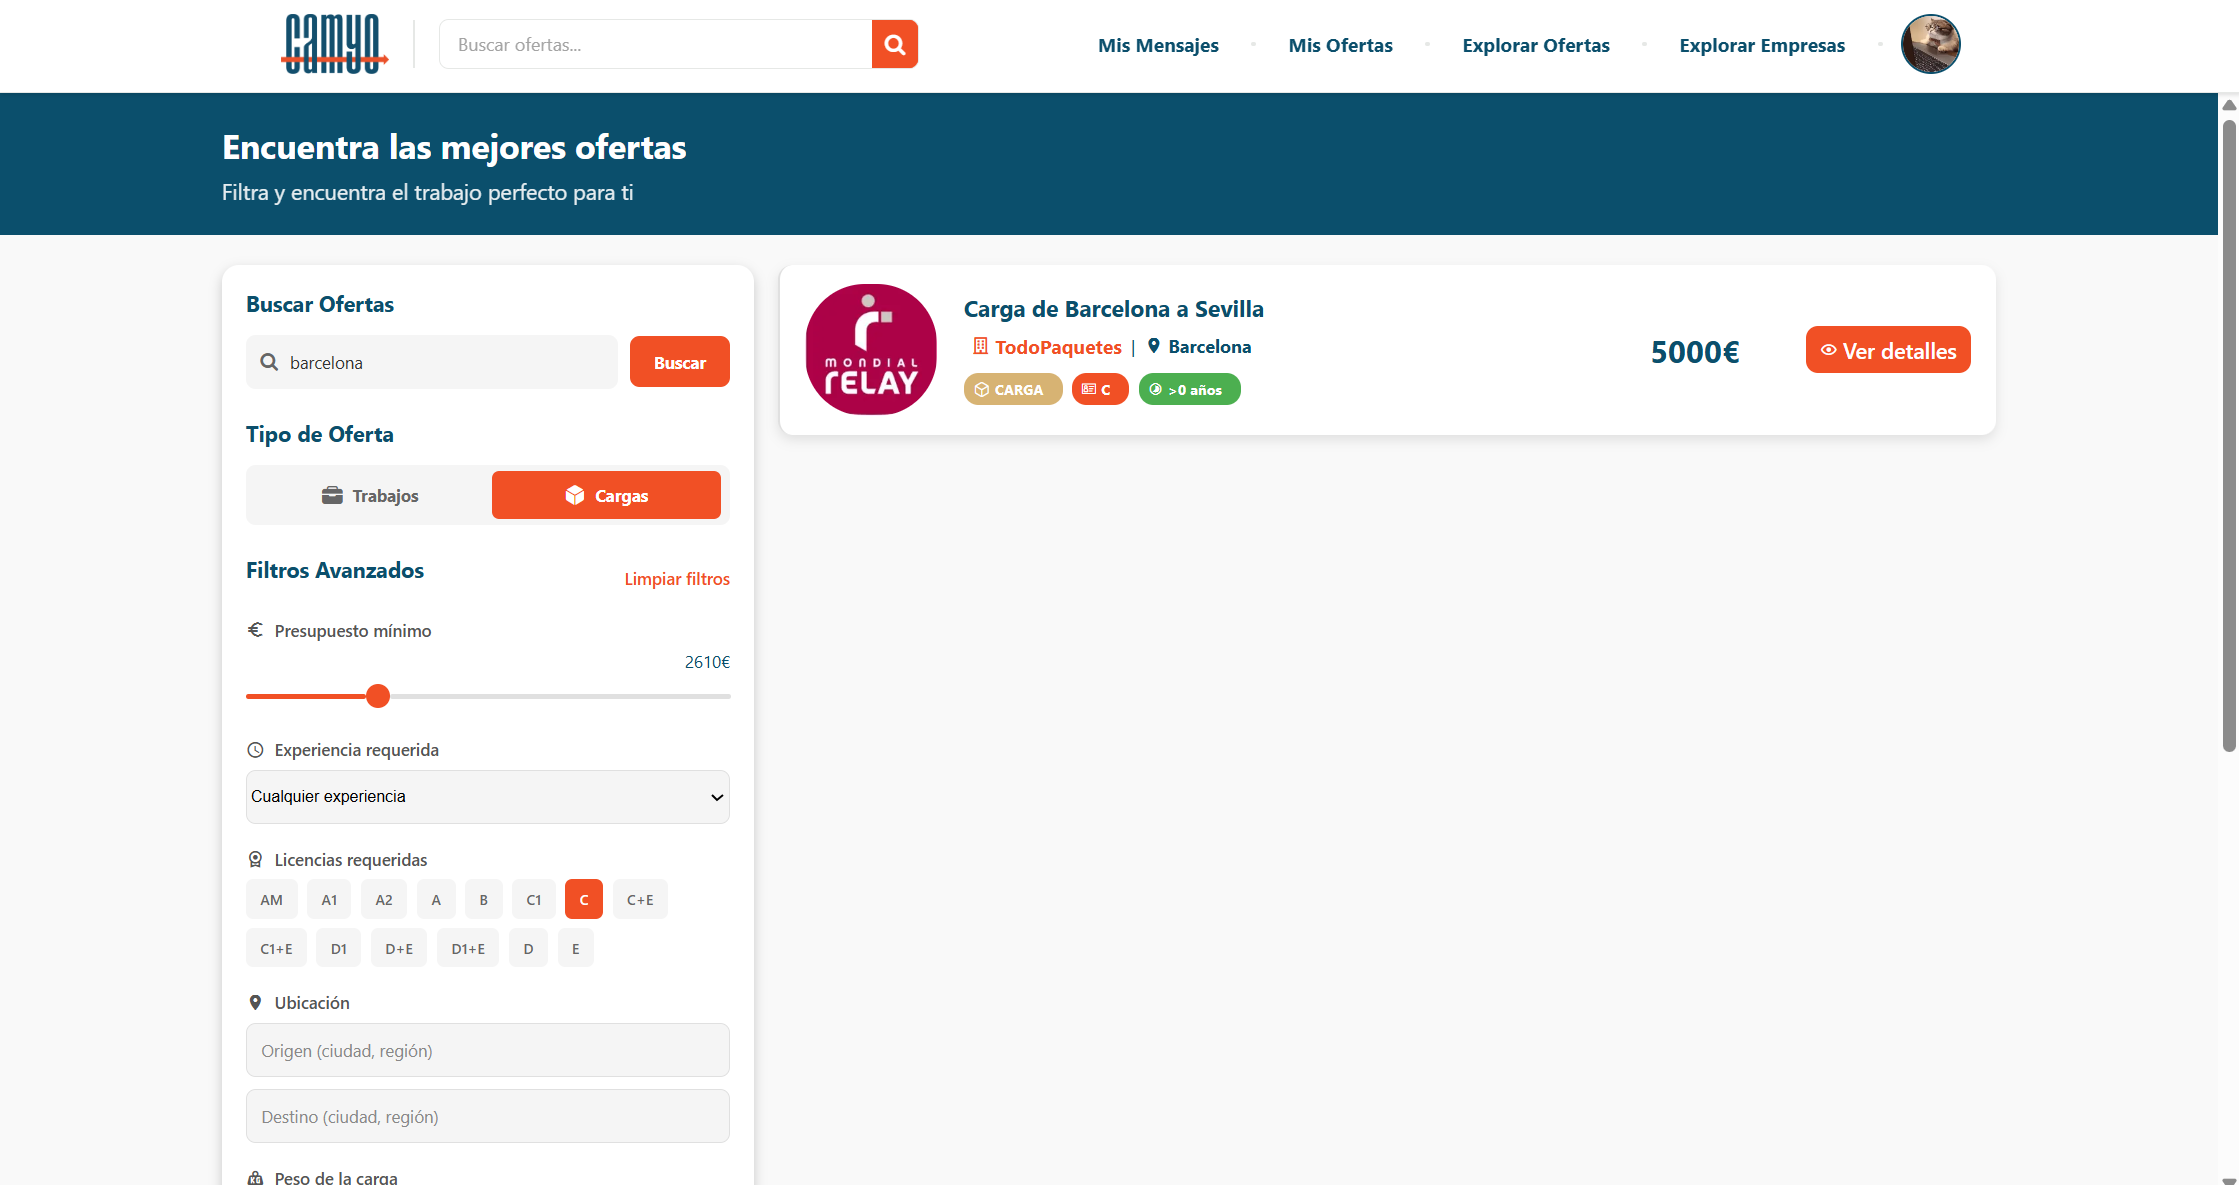 CAMYO
Buscar ofertas...
Mis Mensajes
Mis Ofertas
Explorar Ofertas
Explorar Empresas
Encuentra las mejores ofertas
Filtra y encuentra el trabajo perfecto para ti
Buscar Ofertas
barcelona
Buscar
Tipo de Oferta
Trabajos
Cargas
Filtros Avanzados
Limpiar filtros
Presupuesto mínimo
2610€
Experiencia requerida
Cualquier experiencia
Licencias requeridas
AM A1 A2 A B C1 C C+E
C1+E D1 D+E D1+E D E
Ubicación
Origen (ciudad, región)
Destino (ciudad, región)
Peso de la carga
MONDIAL
RELAY
Carga de Barcelona a Sevilla
TodoPaquetes | Barcelona
CARGA C >0 años
5000€
Ver detalles